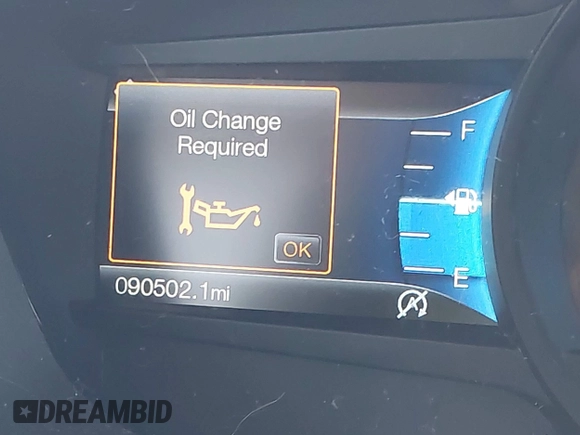 Oil Change
Required
OK
F
E
090502.1mi
A
DREAMBID